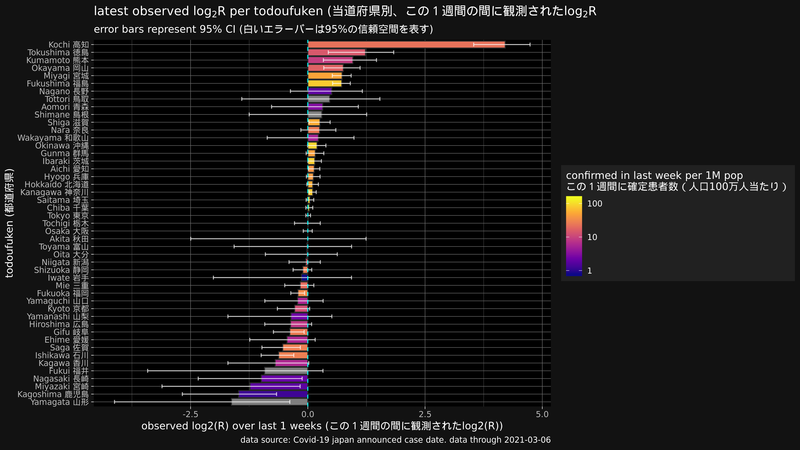 latest observed log₂R per todoufuken (当道府県別、この１週間の間に観測されたlog₂R
error bars represent 95% CI (白いエラーバーは95%の信頼空間を表す)
Kochi 高知
Tokushima 徳島
Kumamoto 熊本
Okayama 岡山
Miyagi 宮城
Fukushima 福島
Nagano 長野
Tottori 鳥取
Aomori 青森
Shimane 島根
Shiga 滋賀
Nara 奈良
Wakayama 和歌山
Okinawa 沖縄
Gunma 群馬
Ibaraki 茨城
Aichi 愛知
Hyogo 兵庫
Hokkaido 北海道
Kanagawa 神奈川
Saitama 埼玉
Chiba 千葉
Tokyo 東京
Tochigi 栃木
Osaka 大阪
Akita 秋田
Toyama 富山
Oita 大分
Niigata 新潟
Shizuoka 静岡
Iwate 岩手
Mie 三重
Fukuoka 福岡
Yamaguchi 山口
Kyoto 京都
Yamanashi 山梨
Hiroshima 広島
Gifu 岐阜
Ehime 愛媛
Saga 佐賀
Ishikawa 石川
Kagawa 香川
Fukui 福井
Nagasaki 長崎
Miyazaki 宮崎
Kagoshima 鹿児島
Yamagata 山形
todoufuken (都道府県)
-2.5 0.0 2.5 5.0
observed log2(R) over last 1 weeks (この１週間の間に観測されたlog2(R))
data source: Covid-19 japan announced case date. data through 2021-03-06
confirmed in last week per 1M pop
この１週間に確定患者数 ( 人口100万人当たり )
100
10
1